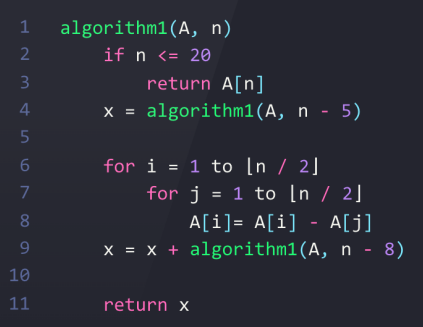 1 algorithm1(A, n)
2 if n <= 20
3 return A[n]
4 x = algorithm1(A, n - 5)
5
6 for i = 1 to ⌊n / 2⌋
7 for j = 1 to ⌊n / 2⌋
8 A[i]= A[i] - A[j]
9 x = x + algorithm1(A, n - 8)
10
11 return x